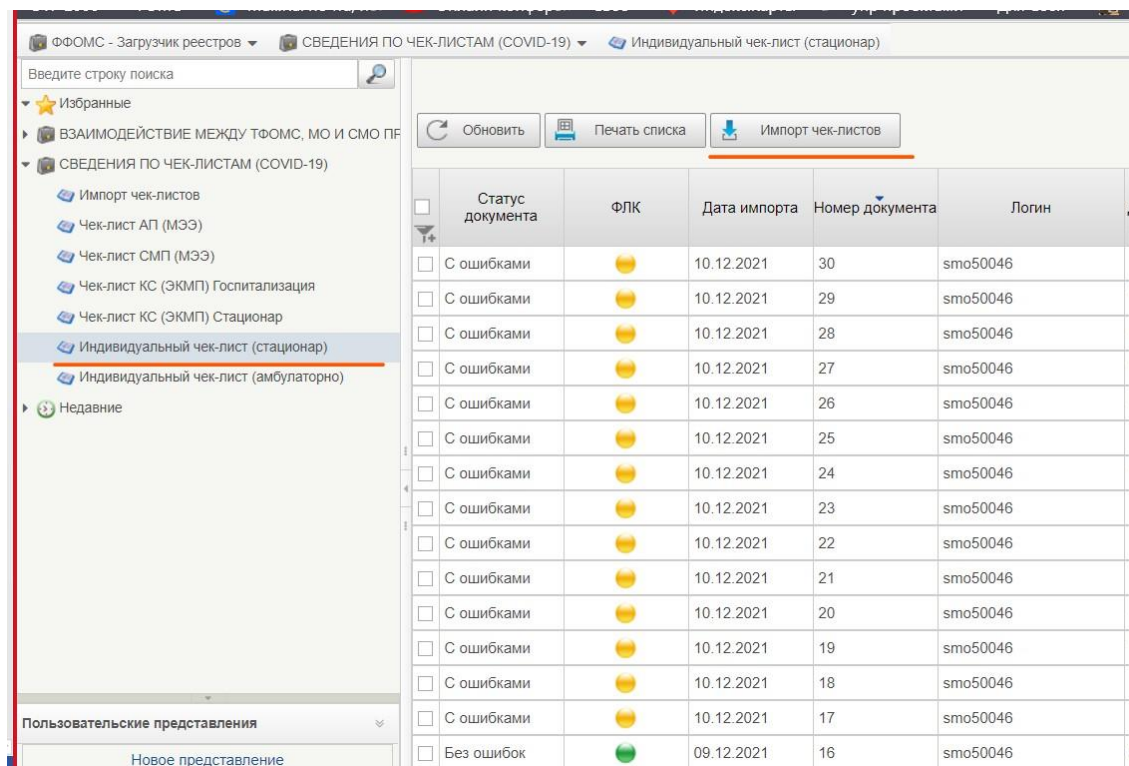 ФФОМС - Загрузчик реестров СВЕДЕНИЯ ПО ЧЕК-ЛИСТАМ (COVID-19) Индивидуальный чек-лист (стационар)
Введите строку поиска
Избранные
ВЗАИМОДЕЙСТВИЕ МЕЖДУ ТФОМС, МО И СМО ПР
СВЕДЕНИЯ ПО ЧЕК-ЛИСТАМ (COVID-19)
Импорт чек-листов
Чек-лист АП (МЭЭ)
Чек-лист СМП (МЭЭ)
Чек-лист КС (ЭКМП) Госпитализация
Чек-лист КС (ЭКМП) Стационар
Индивидуальный чек-лист (стационар)
Индивидуальный чек-лист (амбулаторно)
Недавние
Пользовательские представления
Новое представление
Обновить Печать списка Импорт чек-листов
Статус документа ФЛК Дата импорта Номер документа Логин
С ошибками 10.12.2021 30 smo50046
С ошибками 10.12.2021 29 smo50046
С ошибками 10.12.2021 28 smo50046
С ошибками 10.12.2021 27 smo50046
С ошибками 10.12.2021 26 smo50046
С ошибками 10.12.2021 25 smo50046
С ошибками 10.12.2021 24 smo50046
С ошибками 10.12.2021 23 smo50046
С ошибками 10.12.2021 22 smo50046
С ошибками 10.12.2021 21 smo50046
С ошибками 10.12.2021 20 smo50046
С ошибками 10.12.2021 19 smo50046
С ошибками 10.12.2021 18 smo50046
С ошибками 10.12.2021 17 smo50046
Без ошибок 09.12.2021 16 smo50046